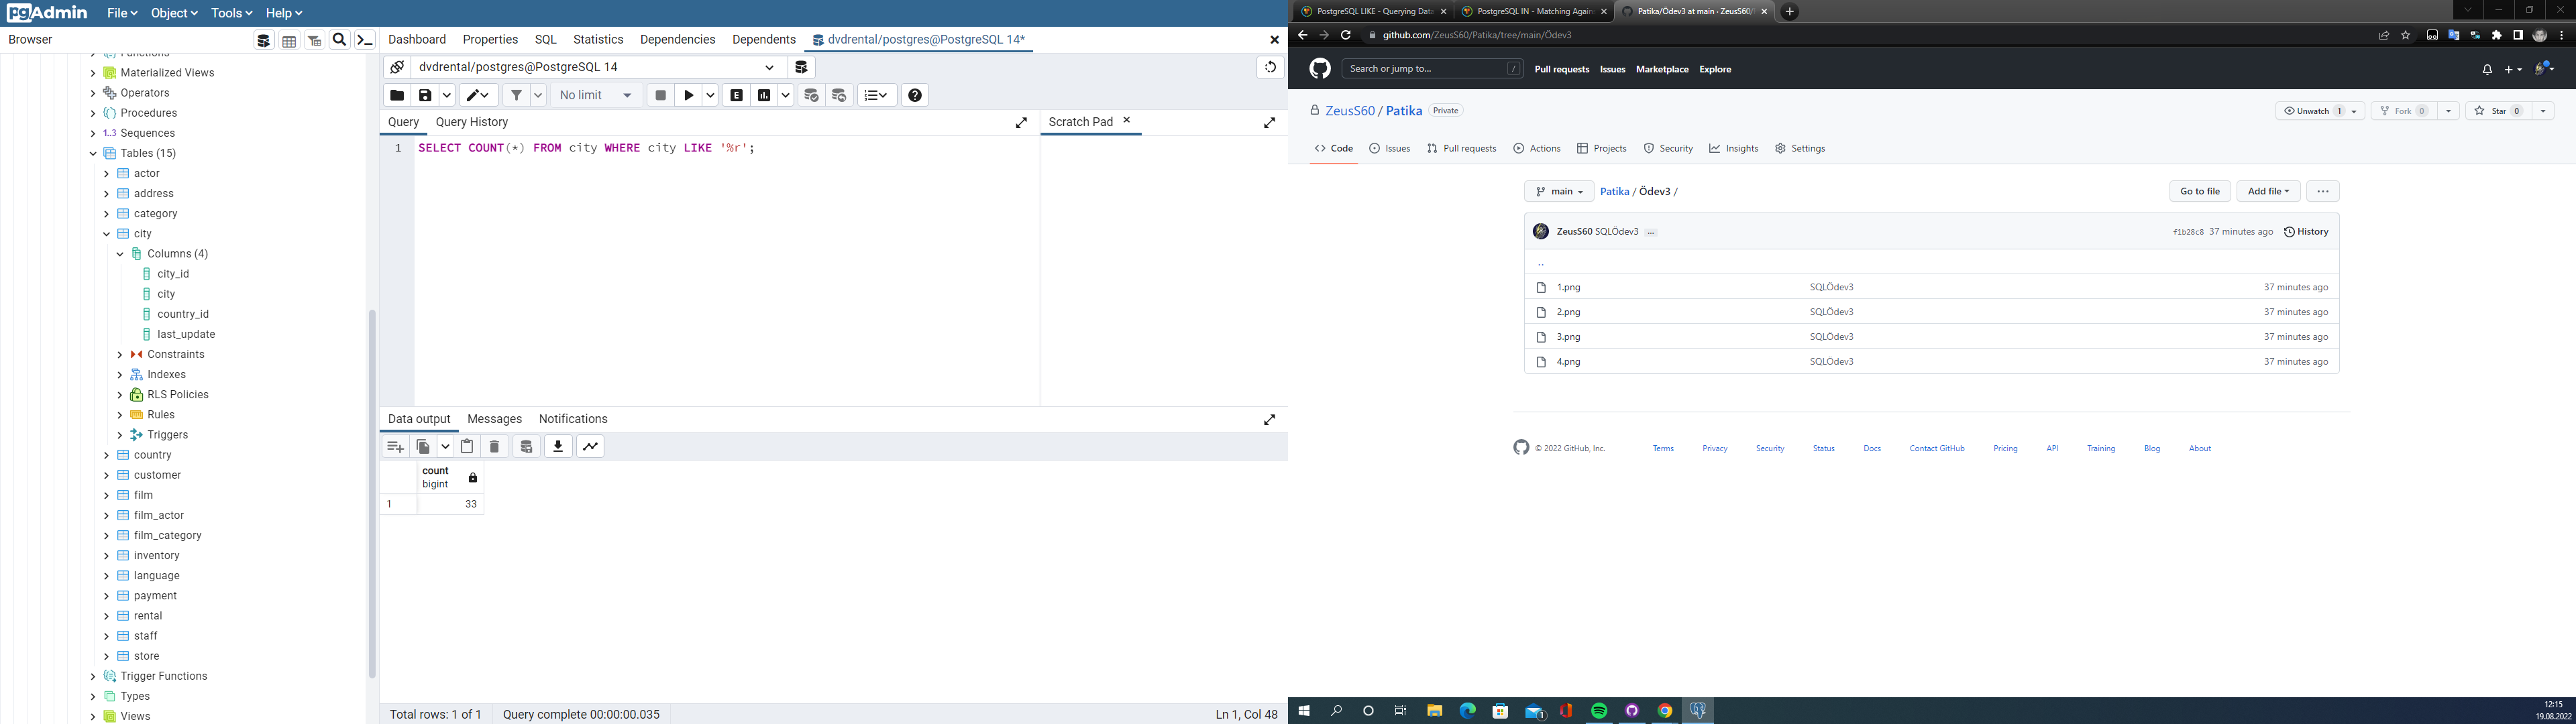 pgAdmin File Object Tools Help
Browser
Functions
Materialized Views
Operators
Procedures
1..3 Sequences
Tables (15)
actor
address
category
city
Columns (4)
city_id
city
country_id
last_update
Constraints
Indexes
RLS Policies
Rules
Triggers
country
customer
film
film_actor
film_category
inventory
language
payment
rental
staff
store
Trigger Functions
Types
Views
Dashboard Properties SQL Statistics Dependencies Dependents dvdrental/postgres@PostgreSQL 14*
dvdrental/postgres@PostgreSQL 14
No limit
Query Query History
Scratch Pad
1 SELECT COUNT(*) FROM city WHERE city LIKE '%r';
Data output Messages Notifications
count
bigint
1 33
Total rows: 1 of 1 Query complete 00:00:00.035 Ln 1, Col 48
PostgreSQL LIKE - Querying Data PostgreSQL IN - Matching Again Patika/Ödev3 at main · ZeusS60/
github.com/ZeusS60/Patika/tree/main/Ödev3
Search or jump to... / Pull requests Issues Marketplace Explore
ZeusS60 / Patika Private
Unwatch 1 Fork 0 Star 0
Code Issues Pull requests Actions Projects Security Insights Settings
main Patika / Ödev3 / Go to file Add file ...
ZeusS60 SQLÖdev3 ... f1b28c8 37 minutes ago History
..
1.png SQLÖdev3 37 minutes ago
2.png SQLÖdev3 37 minutes ago
3.png SQLÖdev3 37 minutes ago
4.png SQLÖdev3 37 minutes ago
© 2022 GitHub, Inc. Terms Privacy Security Status Docs Contact GitHub Pricing API Training Blog About
1
12:15
19.08.2022